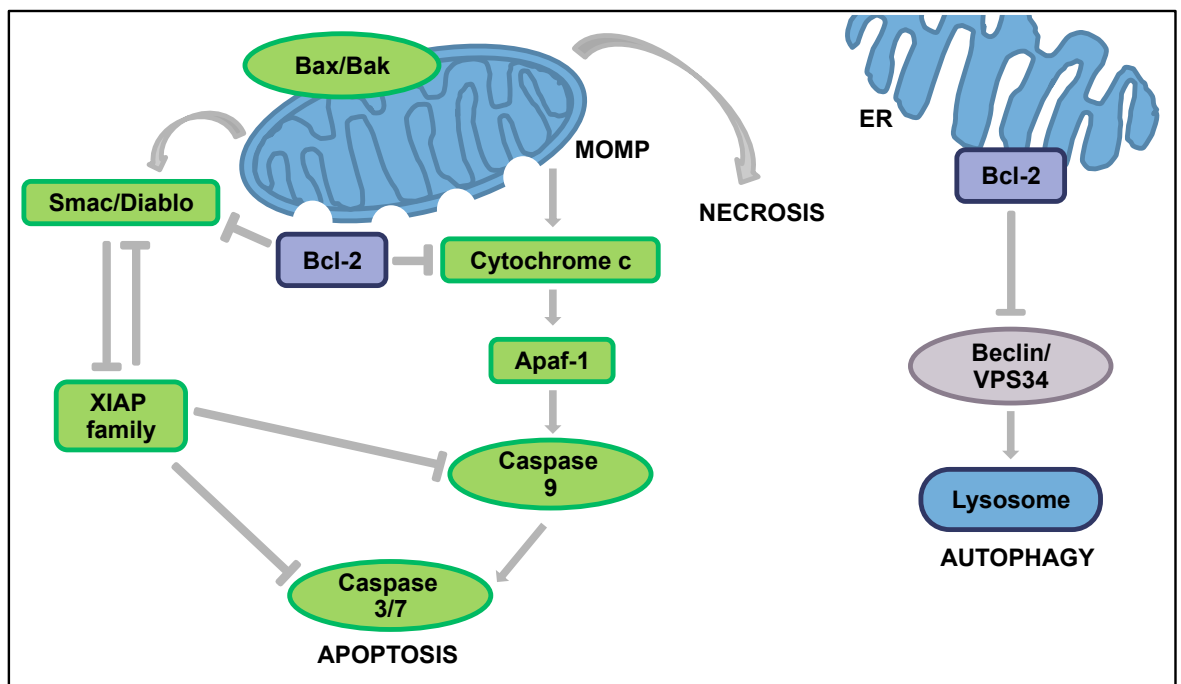 Bax/Bak
ER
MOMP
Bcl-2
Smac/Diablo
NECROSIS
Bcl-2
Cytochrome c
Apaf-1
Beclin/
VPS34
XIAP
family
Caspase
9
Lysosome
AUTOPHAGY
Caspase
3/7
APOPTOSIS